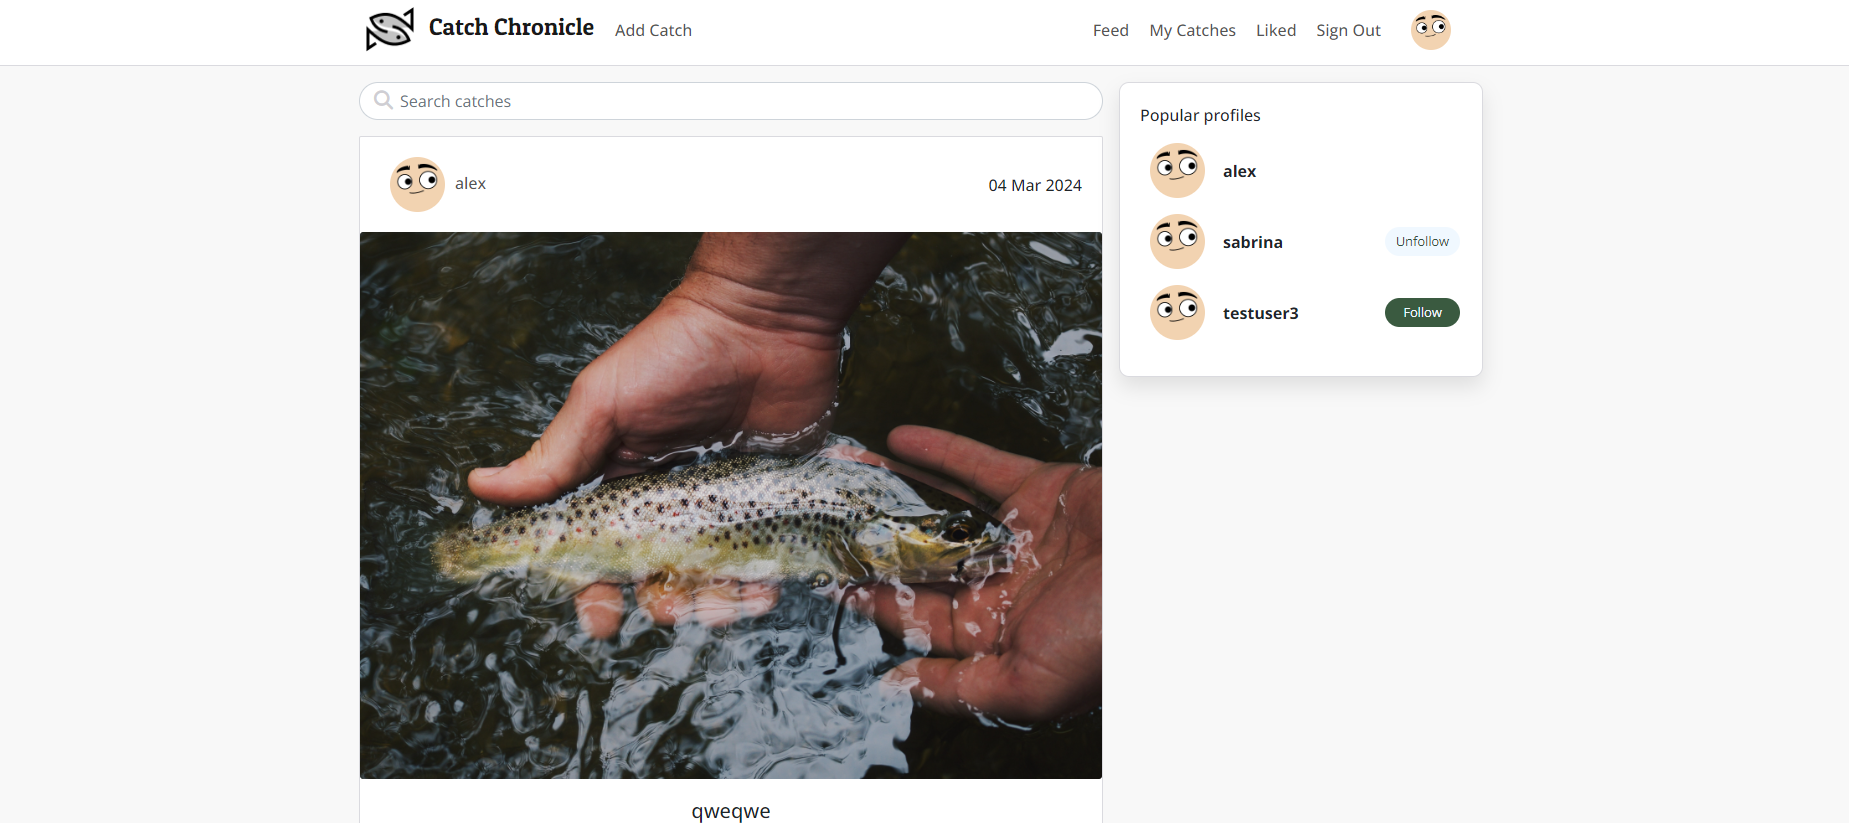 Catch Chronicle
Add Catch
Feed
My Catches
Liked
Sign Out
Search catches
alex
04 Mar 2024
qweqwe
Popular profiles
alex
sabrina
Unfollow
testuser3
Follow